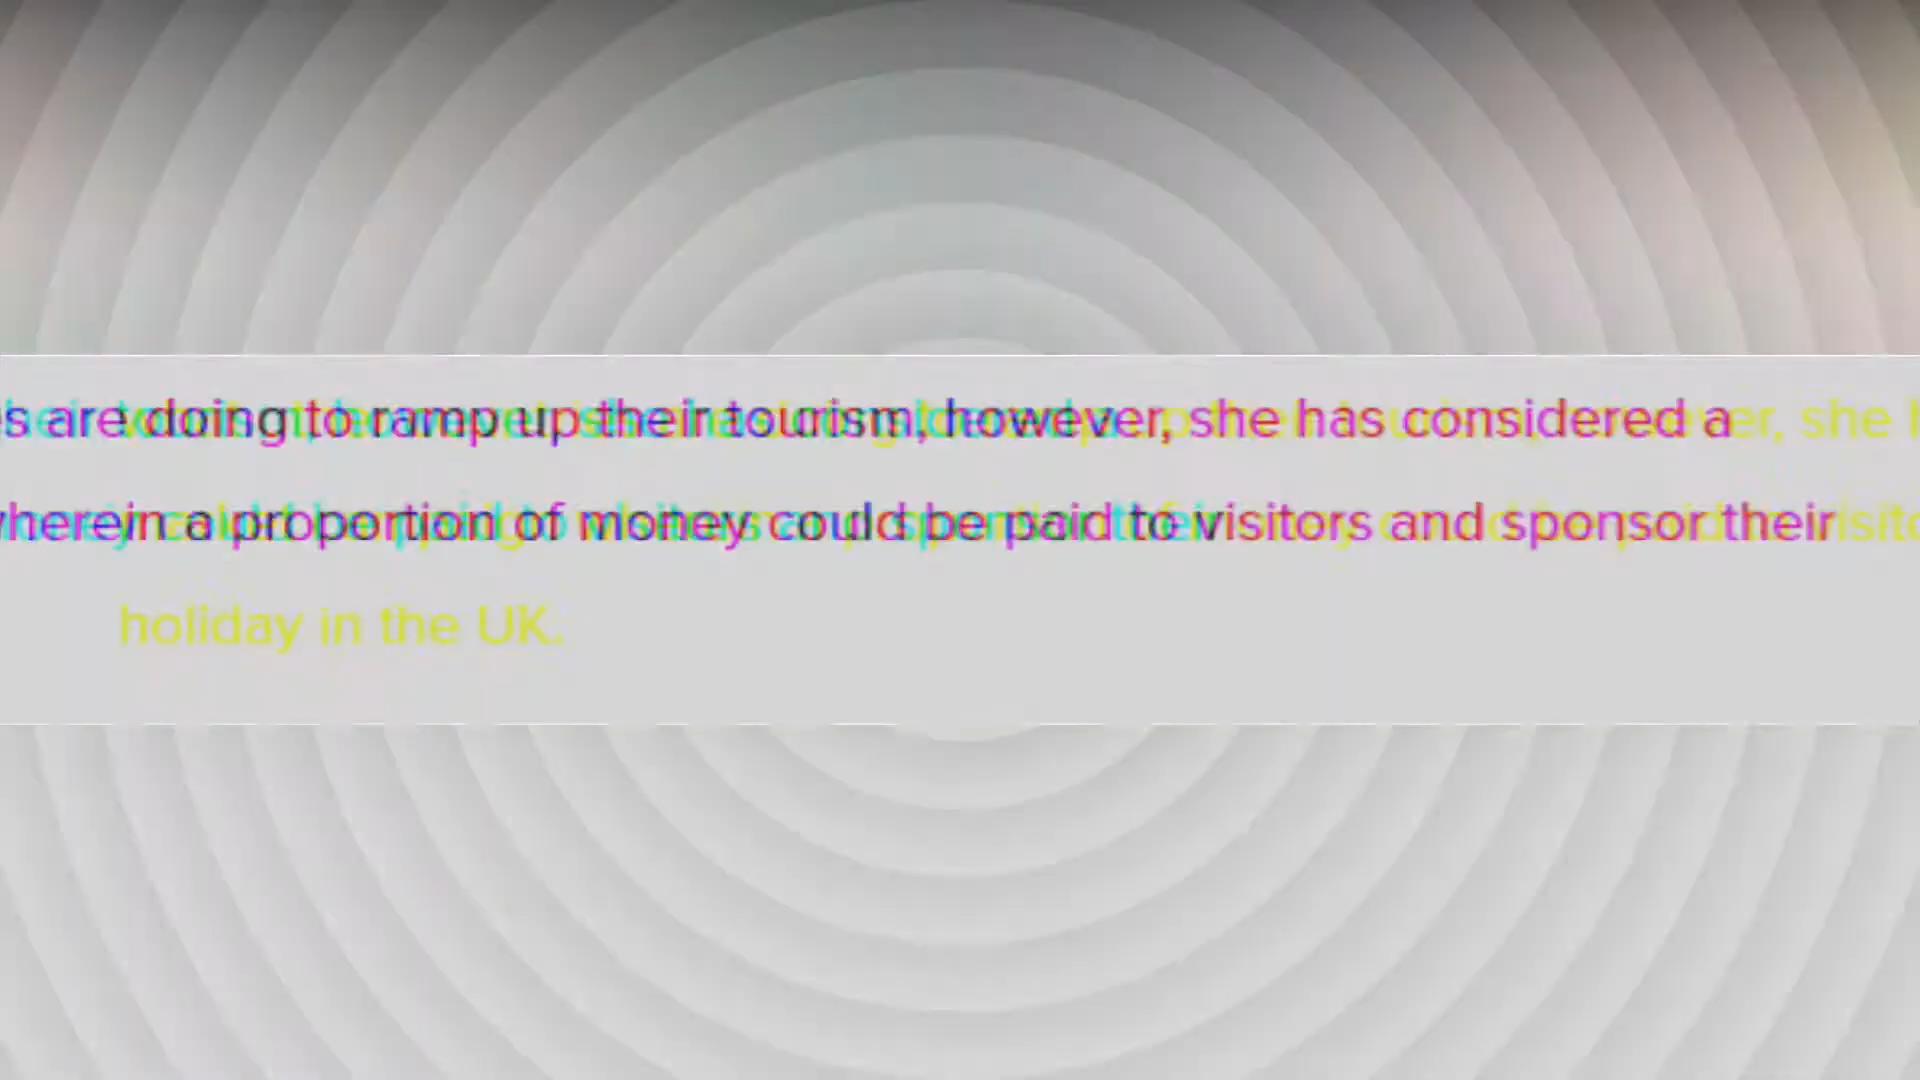 are doing to ramp up their tourism, however, she has considered a
wherein a proportion of money could be paid to visitors and sponsor their
holiday in the UK.